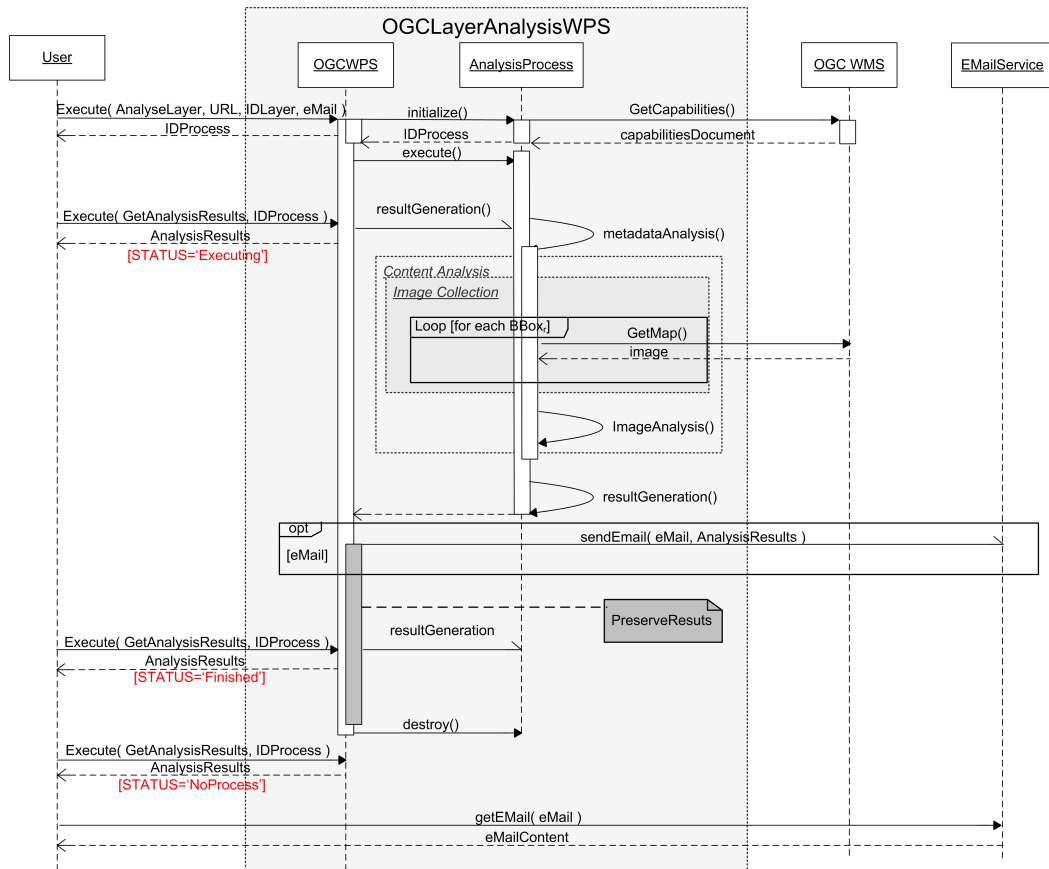 OGCLayerAnalysisWPS
User
OGCWPS
AnalysisProcess
OGC WMS
EMailService
Execute( AnalyseLayer, URL, IDLayer, eMail )
initialize()
GetCapabilities()
IDProcess
IDProcess
capabilitiesDocument
execute()
Execute( GetAnalysisResults, IDProcess )
resultGeneration()
AnalysisResults
[STATUS='Executing']
metadataAnalysis()
Content Analysis
Image Collection
Loop [for each BBoxr]
GetMap()
image
ImageAnalysis()
resultGeneration()
opt
[eMail]
sendEmail( eMail, AnalysisResults )
PreserveResuts
resultGeneration
Execute( GetAnalysisResults, IDProcess )
AnalysisResults
[STATUS='Finished']
destroy()
Execute( GetAnalysisResults, IDProcess )
AnalysisResults
[STATUS='NoProcess']
getEMail( eMail )
eMailContent